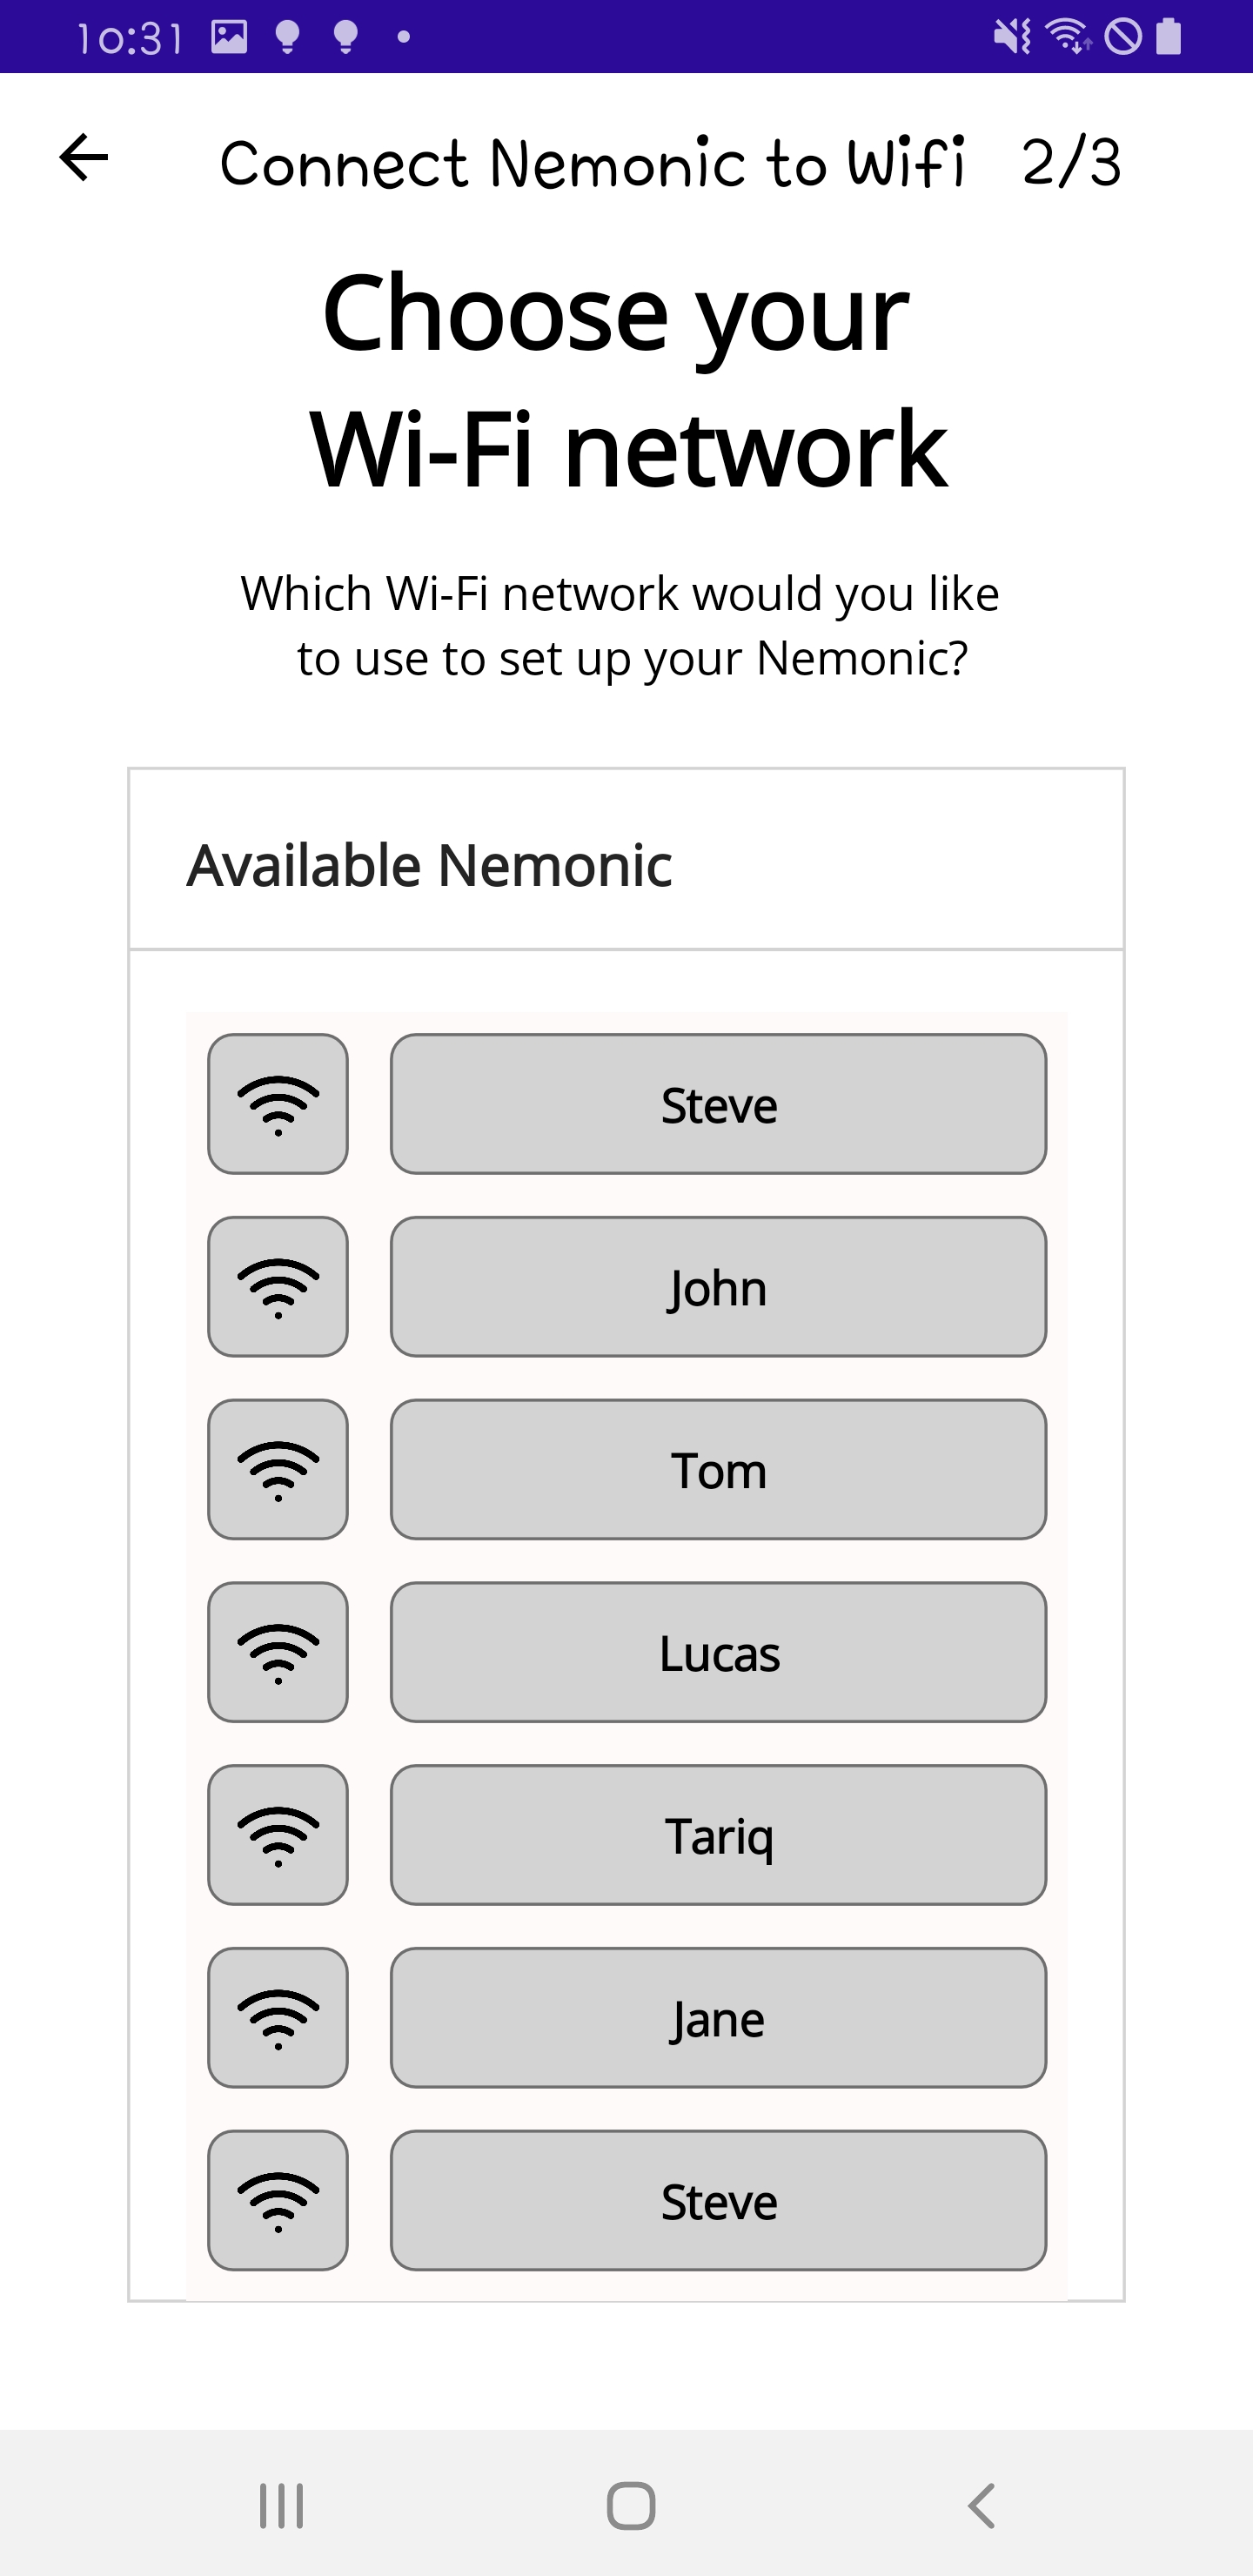 10:31
Connect Nemonic to Wifi 2/3
Choose your
Wi-Fi network
Which Wi-Fi network would you like
to use to set up your Nemonic?
Available Nemonic
Steve
John
Tom
Lucas
Tariq
Jane
Steve